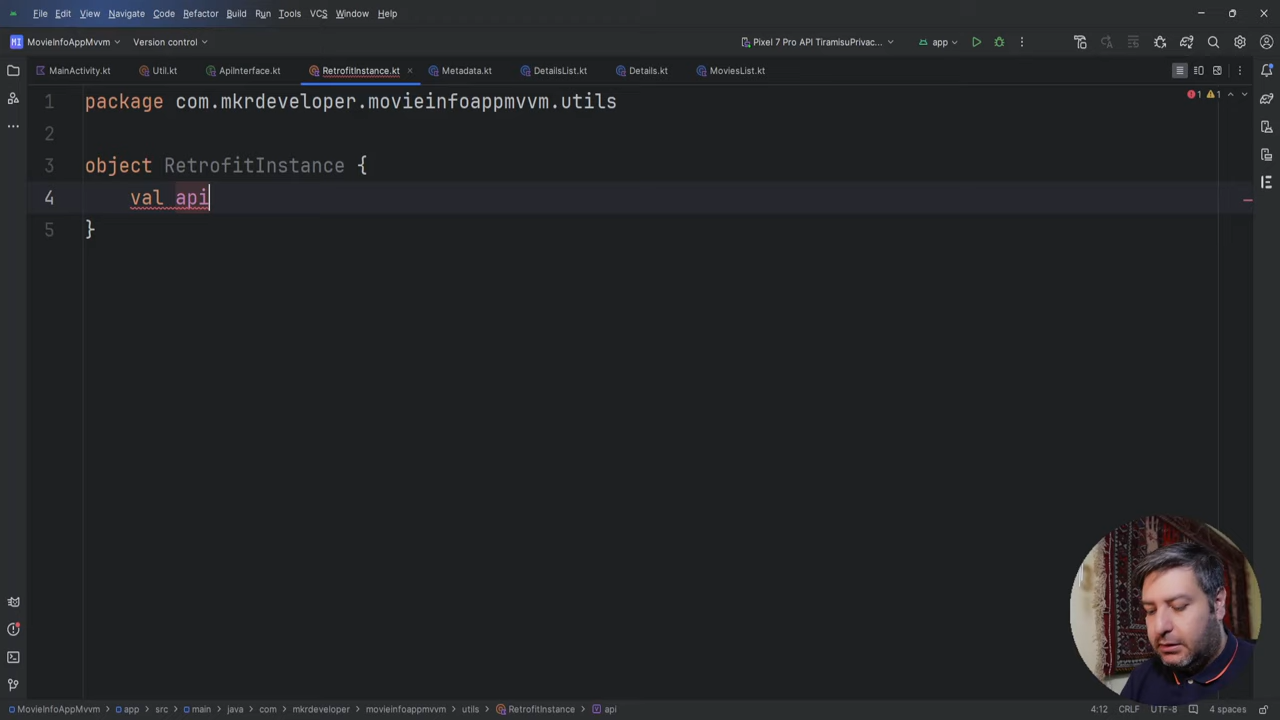 File Edit View Navigate Code Refactor Build Run Tools VCS Window Help
MI MovieInfoAppMvvm Version control Pixel 7 Pro API TiramisuPrivac... app
MainActivity.kt Util.kt ApiInterface.kt RetrofitInstance.kt Metadata.kt DetailsList.kt Details.kt MoviesList.kt
1 package com.mkrdeveloper.movieinfoappmvvm.utils 1 1
2
3 object RetrofitInstance {
4 val api
5 }
MovieInfoAppMvvm app src main java com mkrdeveloper movieinfoappmvvm utils RetrofitInstance api 4:12 CRLF UTF-8 4 spaces